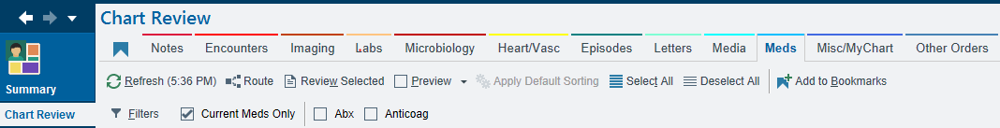 Chart Review
Notes Encounters Imaging Labs Microbiology Heart/Vasc Episodes Letters Media Meds Misc/MyChart Other Orders
Refresh (5:36 PM) Route Review Selected Preview Apply Default Sorting Select All Deselect All Add to Bookmarks
Summary
Chart Review
Filters Current Meds Only Abx Anticoag